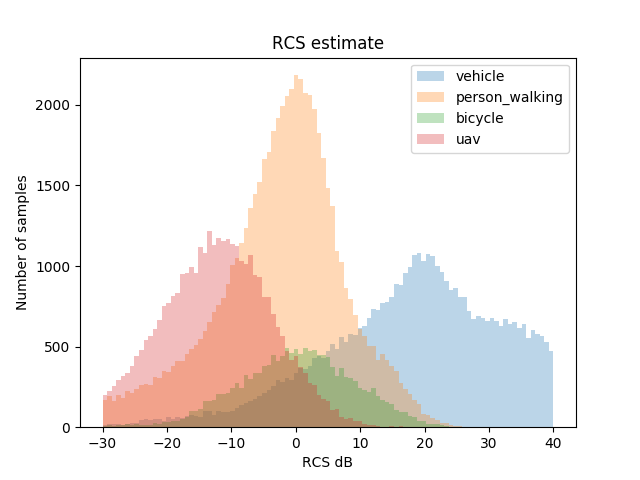 RCS estimate
vehicle
person_walking
bicycle
uav
Number of samples
2000
1500
1000
500
0
−30
−20
−10
0
10
20
30
40
RCS dB